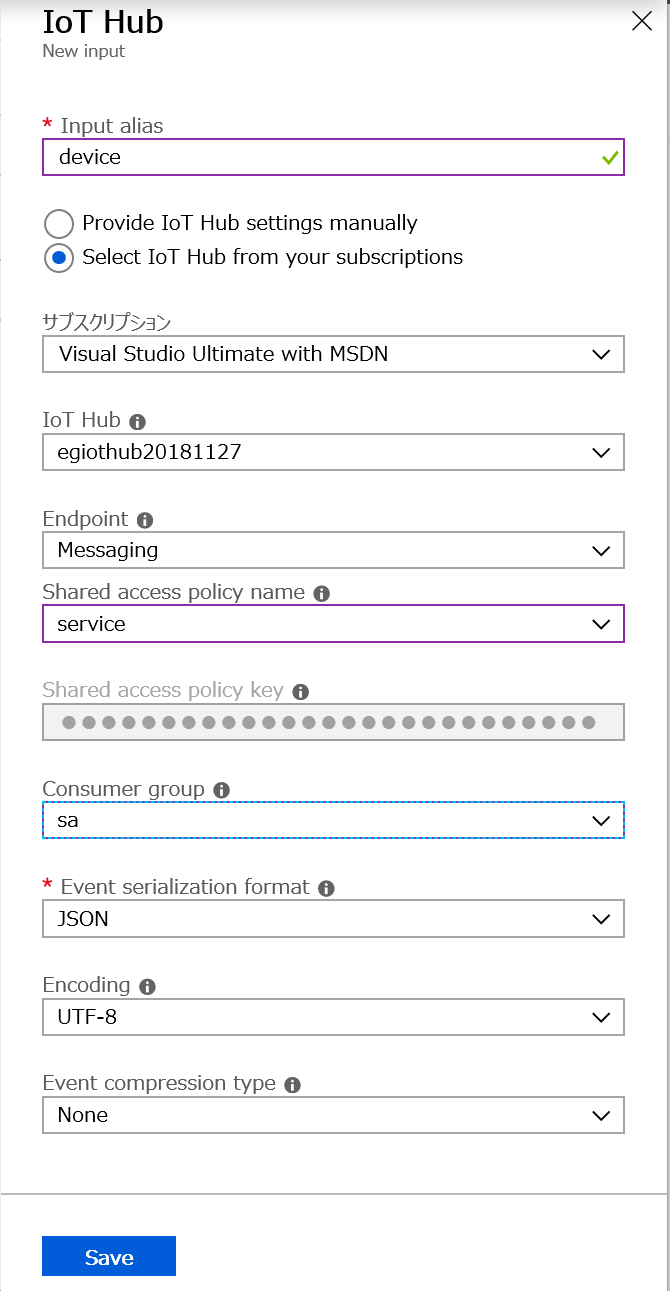 IoT Hub
New input
* Input alias
device
Provide IoT Hub settings manually
Select IoT Hub from your subscriptions
サブスクリプション
Visual Studio Ultimate with MSDN
IoT Hub
egiothub20181127
Endpoint
Messaging
Shared access policy name
service
Shared access policy key
Consumer group
sa
* Event serialization format
JSON
Encoding
UTF-8
Event compression type
None
Save